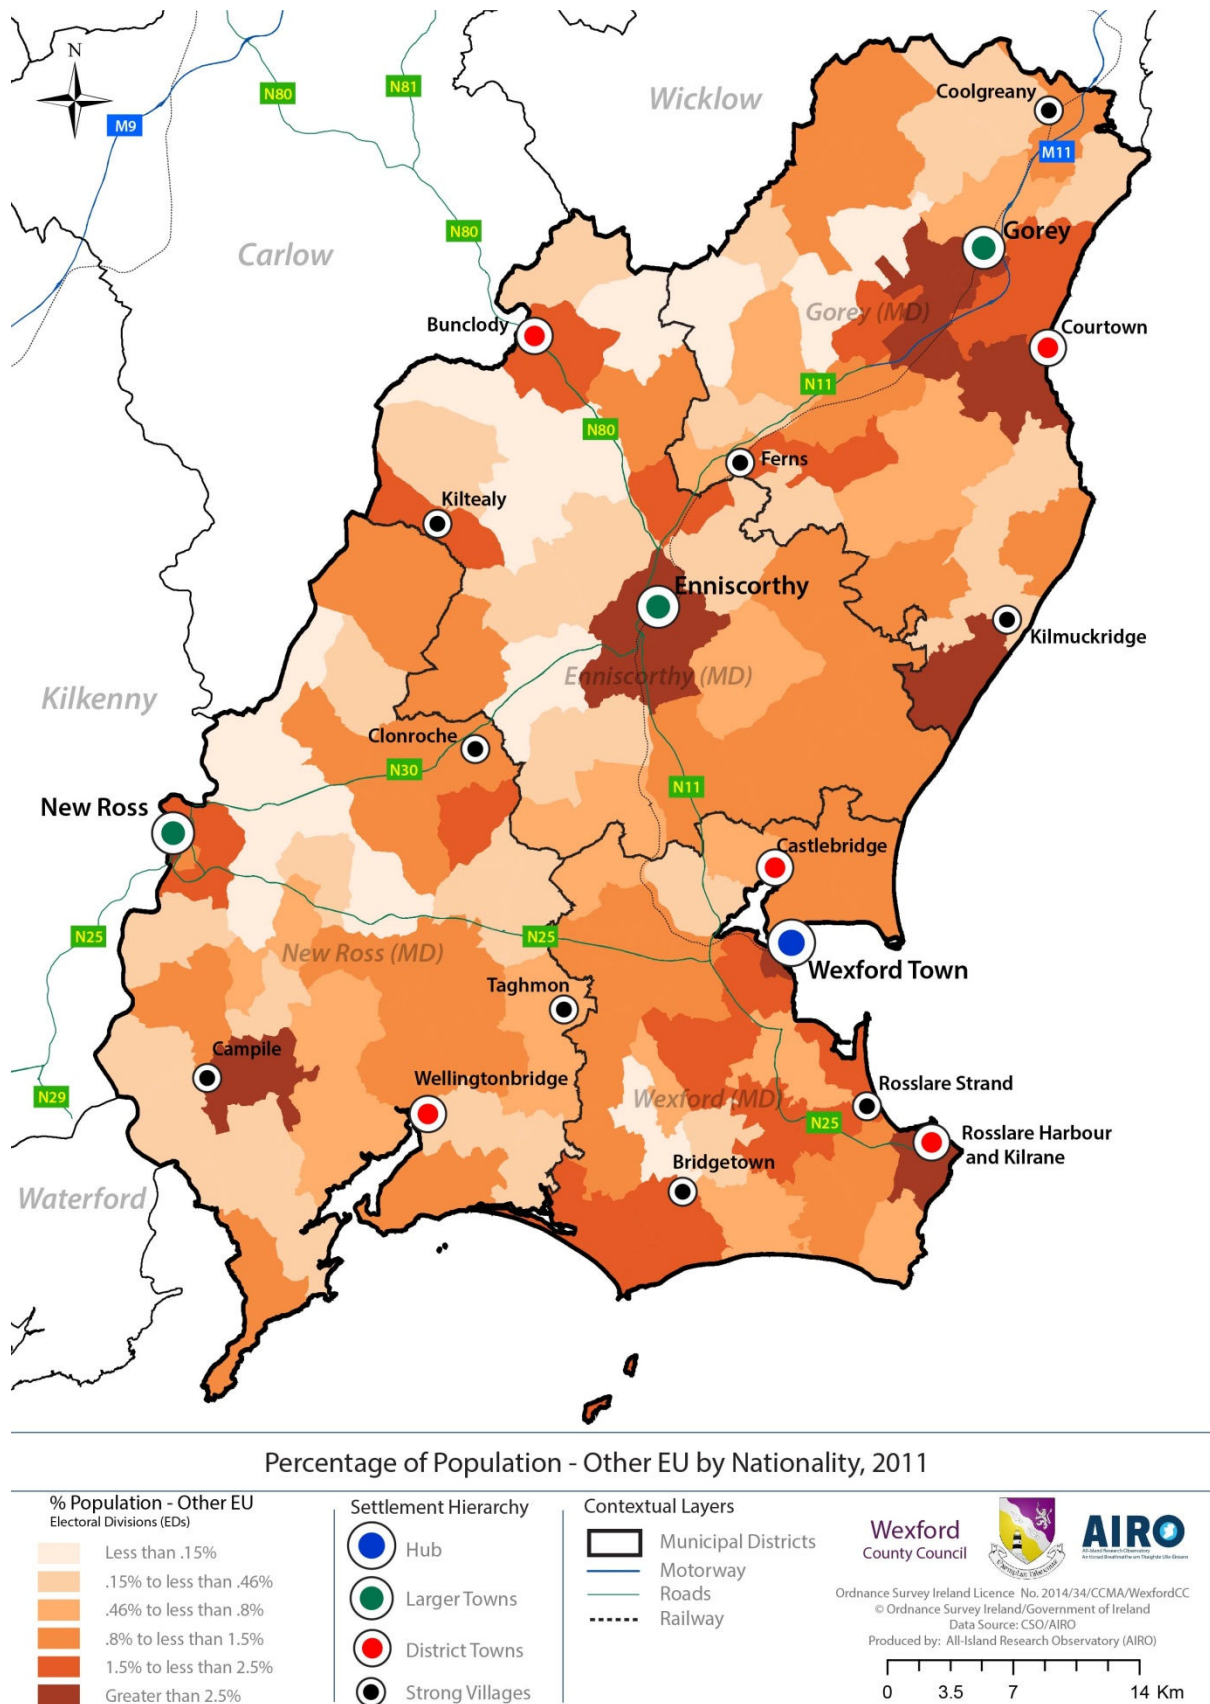 N
N80
N81
Wicklow
Coolgreany
M9
M11
N80
Carlow
Gorey
Bunclody
Gorey (MD)
Courtown
N11
N80
Ferns
Kiltealy
Enniscorthy
Kilmuckridge
Enniscorthy (MD)
Kilkenny
Clonroche
N30
N11
New Ross
Castlebridge
N25
N25
New Ross (MD)
Wexford Town
Taghmon
Campile
Wellingtonbridge
Rosslare Strand
N29
Wexford (MD)
N25
Rosslare Harbour
and Kilrane
Bridgetown
Waterford
Percentage of Population - Other EU by Nationality, 2011
% Population - Other EU
Electoral Divisions (EDs)
Less than .15%
.15% to less than .46%
.46% to less than .8%
.8% to less than 1.5%
1.5% to less than 2.5%
Greater than 2.5%
Settlement Hierarchy
Hub
Larger Towns
District Towns
Strong Villages
Contextual Layers
Municipal Districts
Motorway
Roads
Railway
Wexford
County Council
AIRO
All-Island Research Observatory
Ordnance Survey Ireland Licence No. 2014/34/CCMA/WexfordCC
© Ordnance Survey Ireland/Government of Ireland
Data Source: CSO/AIRO
Produced by: All-Island Research Observatory (AIRO)
0 3.5 7 14 Km